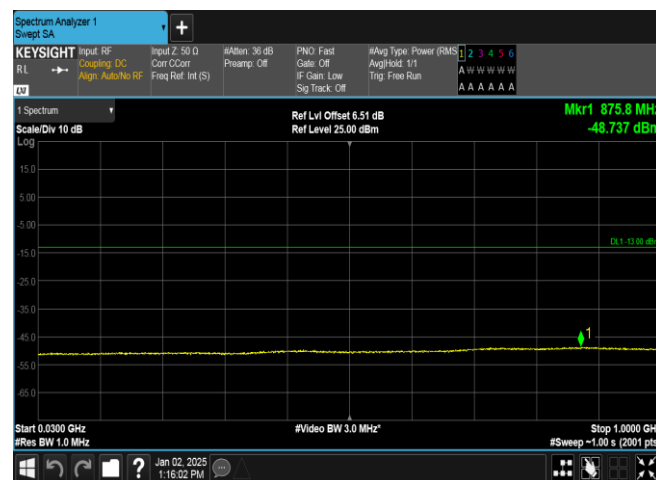 Spectrum Analyzer 1
Swept SA
+
KEYSIGHT
RL
LXI
Input: RF
Coupling: DC
Align: Auto/No RF
Input Z: 50 Ω
Corr CCorr
Freq Ref: Int (S)
#Atten: 36 dB
Preamp: Off
PNO: Fast
Gate: Off
IF Gain: Low
Sig Track: Off
#Avg Type: Power (RMS
Avg|Hold: 1/1
Trig: Free Run
1 2 3 4 5 6
A W W W W W
A A A A A A
1 Spectrum
Scale/Div 10 dB
Log
Ref Lvl Offset 6.51 dB
Ref Level 25.00 dBm
Mkr1 875.8 MHz
-48.737 dBm
15.0
5.00
-5.00
-15.0
-25.0
-35.0
-45.0
-55.0
-65.0
DL1 -13.00 dBm
1
Start 0.0300 GHz
#Res BW 1.0 MHz
#Video BW 3.0 MHz*
Stop 1.0000 GH
#Sweep ~1.00 s (2001 pts
?
Jan 02, 2025
1:16:02 PM